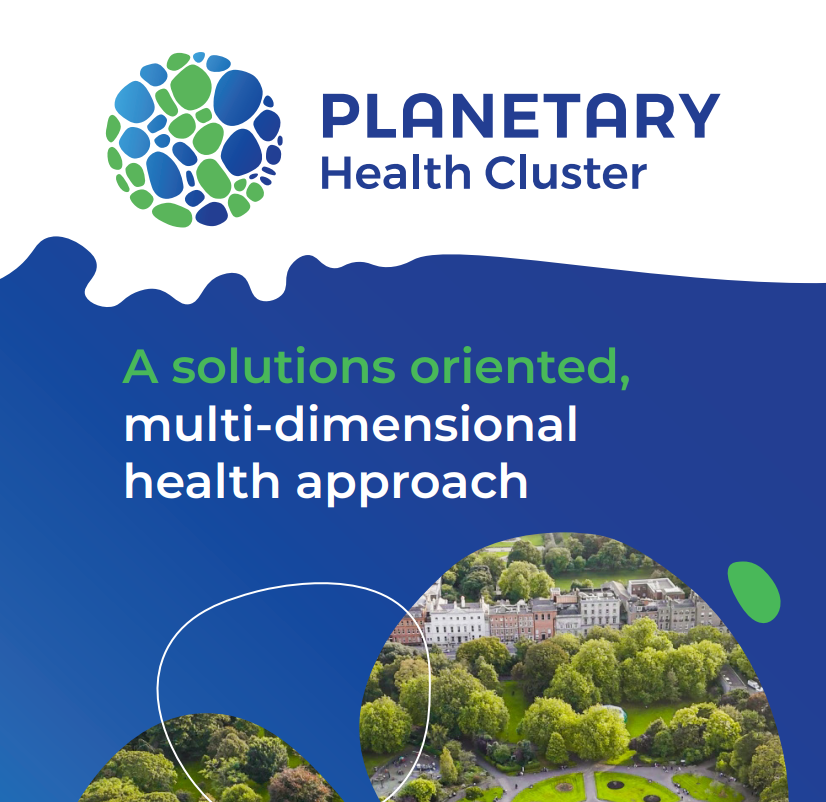 PLANETARY
Health Cluster
A solutions oriented,
multi-dimensional
health approach